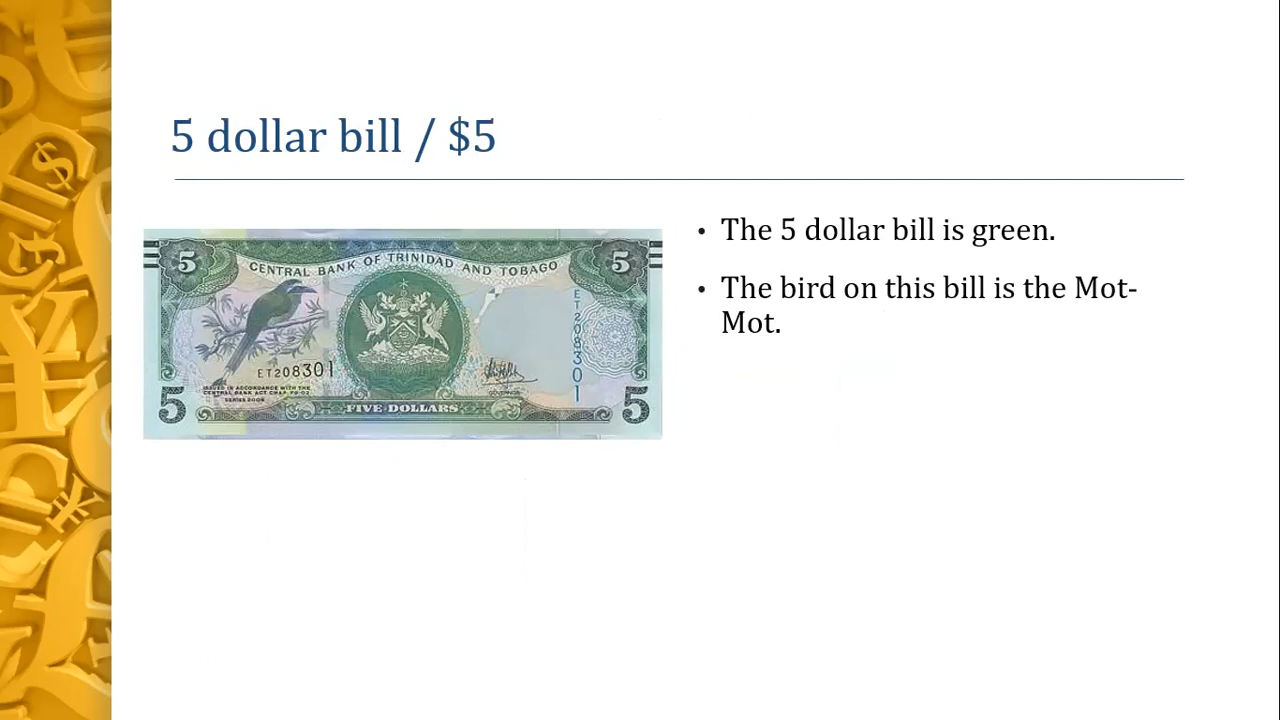 5 dollar bill / $5
• The 5 dollar bill is green.
• The bird on this bill is the Mot-
Mot.
5 5
CENTRAL BANK OF TRINIDAD AND TOBAGO
ET208301
ET208301
ISSUED IN ACCORDANCE WITH THE
CENTRAL BANK ACT CHAP 79:02
SERIES 2006
GOVERNOR
5 FIVE DOLLARS 5